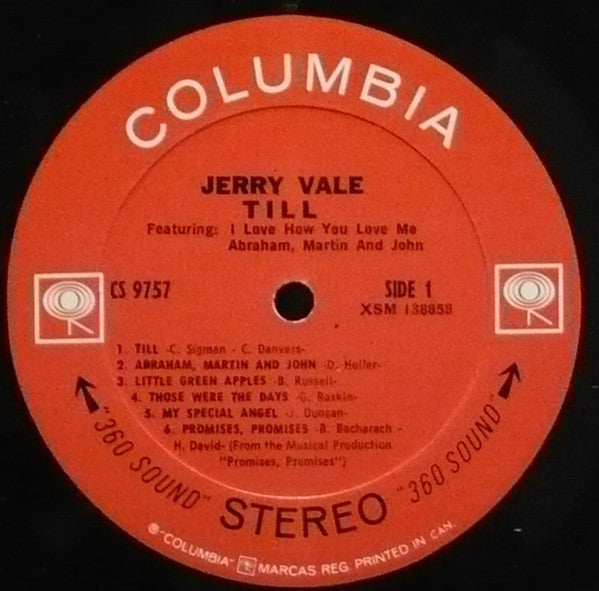 COLUMBIA
JERRY VALE
TILL
Featuring: I Love How You Love Me
Abraham, Martin And John
CS 9757
SIDE 1
XSM 138858
1 TILL -C. Sigman - C. Danvers-
2. ABRAHAM, MARTIN AND JOHN -D. Holler-
3. LITTLE GREEN APPLES -B. Russell-
4. THOSE WERE THE DAYS -G. Raskin-
5. MY SPECIAL ANGEL -J. Duncan-
6. PROMISES, PROMISES -B. Bacharach -
H. David- (From the Musical Production
"Promises, Promises")
"360 SOUND" STEREO "360 SOUND"
℗ "COLUMBIA" MARCAS REG. PRINTED IN CAN.